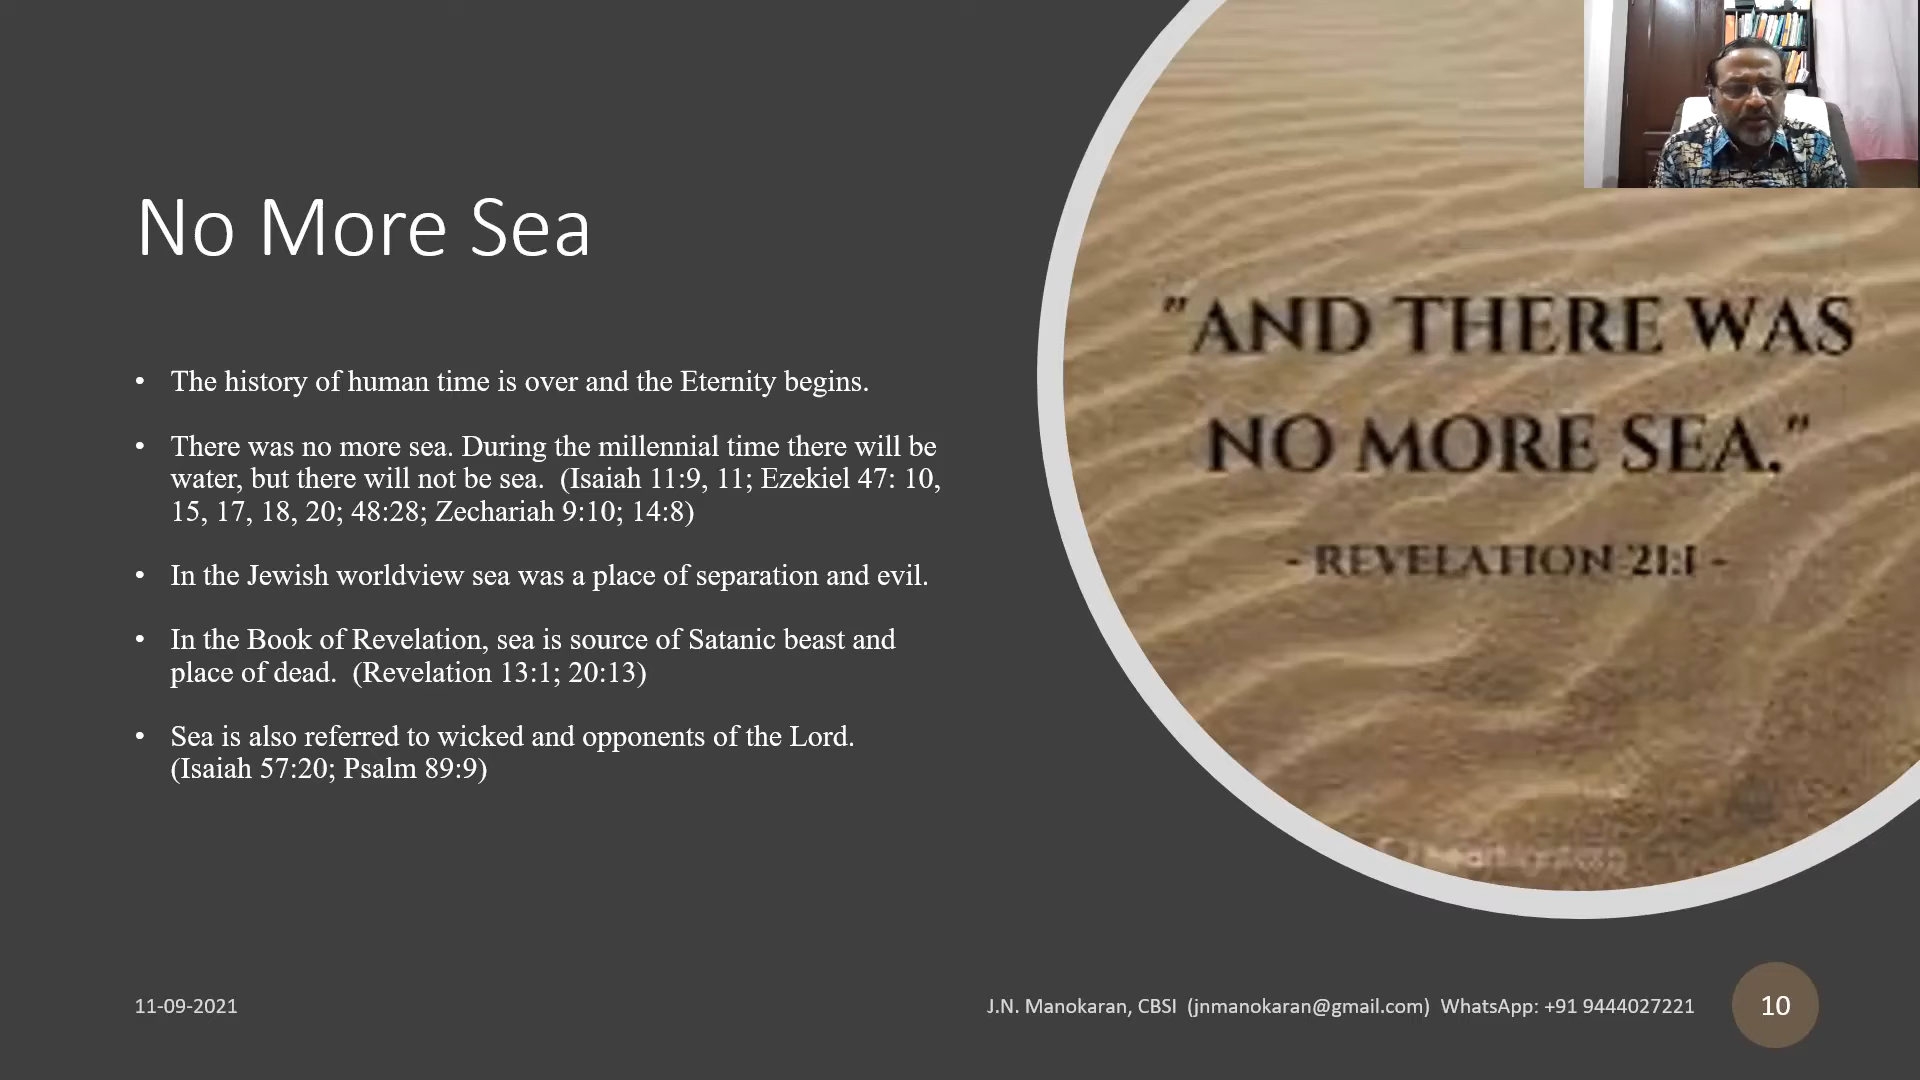 No More Sea
• The history of human time is over and the Eternity begins.
• There was no more sea. During the millennial time there will be
water, but there will not be sea.  (Isaiah 11:9, 11; Ezekiel 47: 10,
15, 17, 18, 20; 48:28; Zechariah 9:10; 14:8)
• In the Jewish worldview sea was a place of separation and evil.
• In the Book of Revelation, sea is source of Satanic beast and
place of dead.  (Revelation 13:1; 20:13)
• Sea is also referred to wicked and opponents of the Lord.
(Isaiah 57:20; Psalm 89:9)
"AND THERE WAS
NO MORE SEA."
- REVELATION 21:1 -
11-09-2021
J.N. Manokaran, CBSI  (jnmanokaran@gmail.com)  WhatsApp: +91 9444027221
10